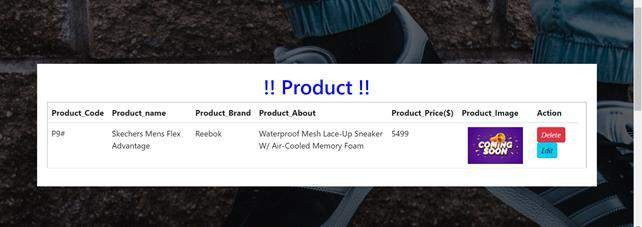 !! Product !!
Product_Code Product_name Product_Brand Product_About Product_Price($) Product_Image Action
P9# Skechers Mens Flex Reebok Waterproof Mesh Lace-Up Sneaker 5499 COMING Delete
Advantage W/ Air-Cooled Memory Foam SOON Edit